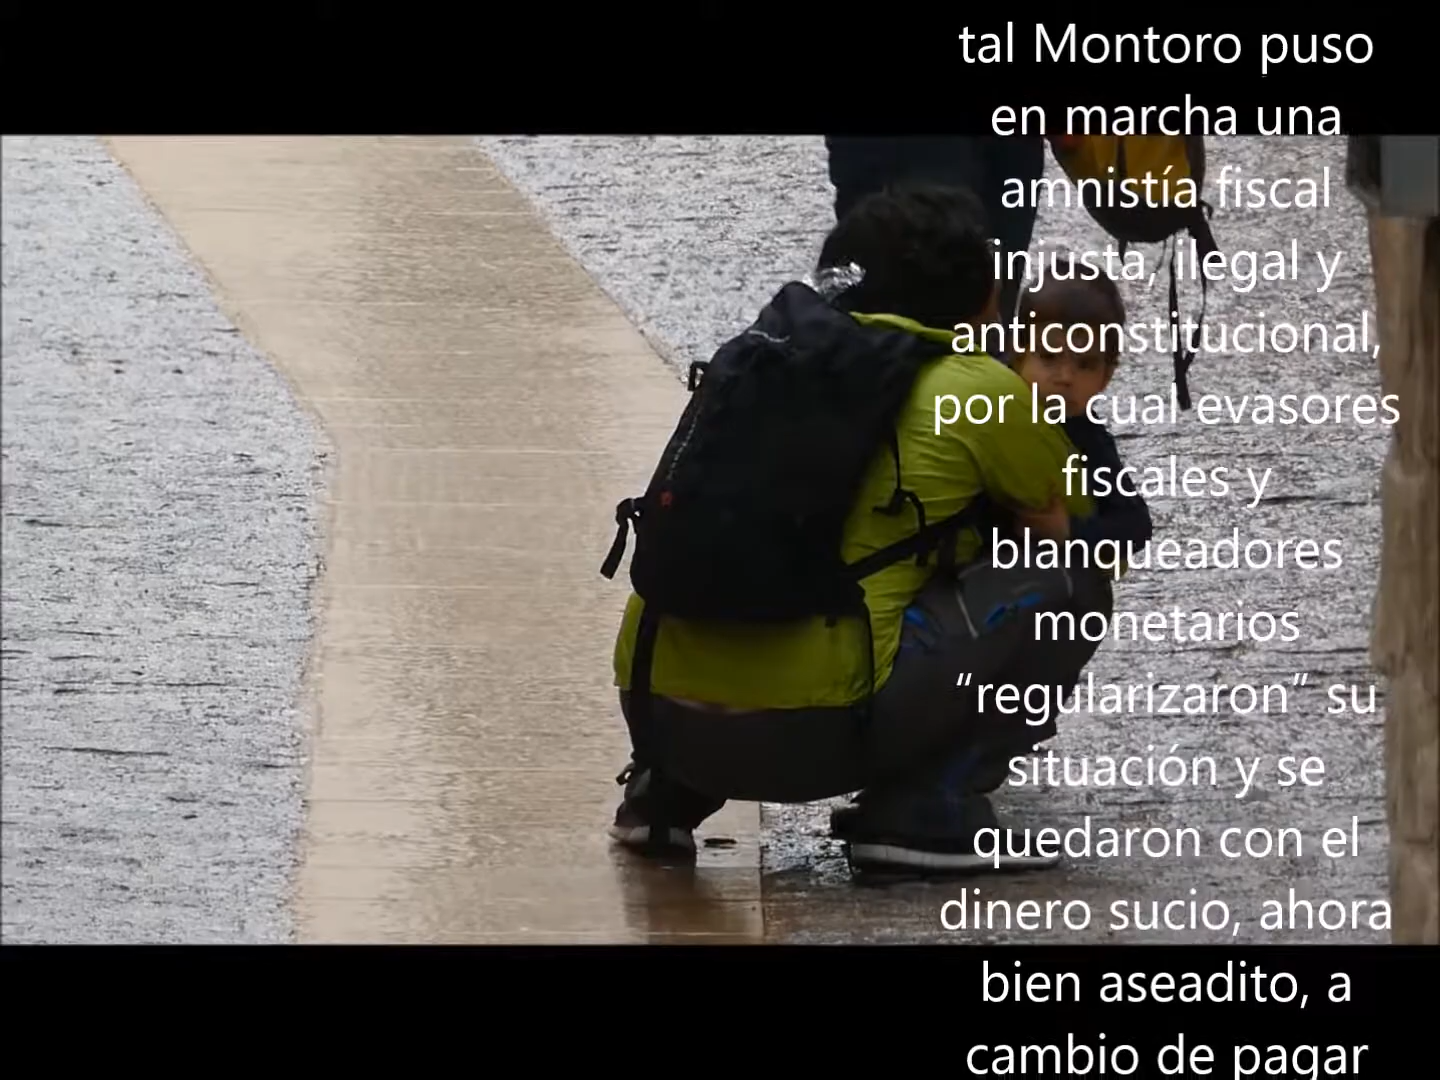 tal Montoro puso
en marcha una
amnistía fiscal
injusta, ilegal y
anticonstitucional,
por la cual evasores
fiscales y
blanqueadores
monetarios
“regularizaron” su
situación y se
quedaron con el
dinero sucio, ahora
bien aseadito, a
cambio de pagar